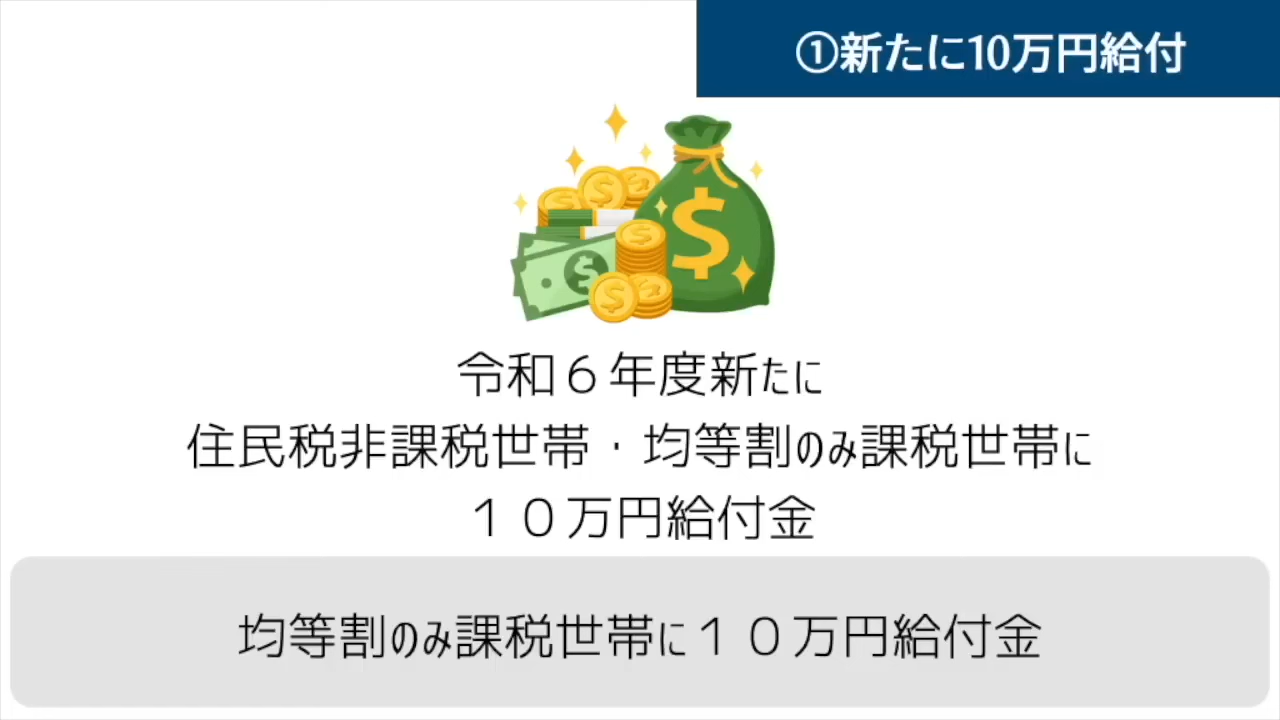 ①新たに10万円給付
令和６年度新たに
住民税非課税世帯・均等割のみ課税世帯に
１０万円給付金
均等割のみ課税世帯に１０万円給付金